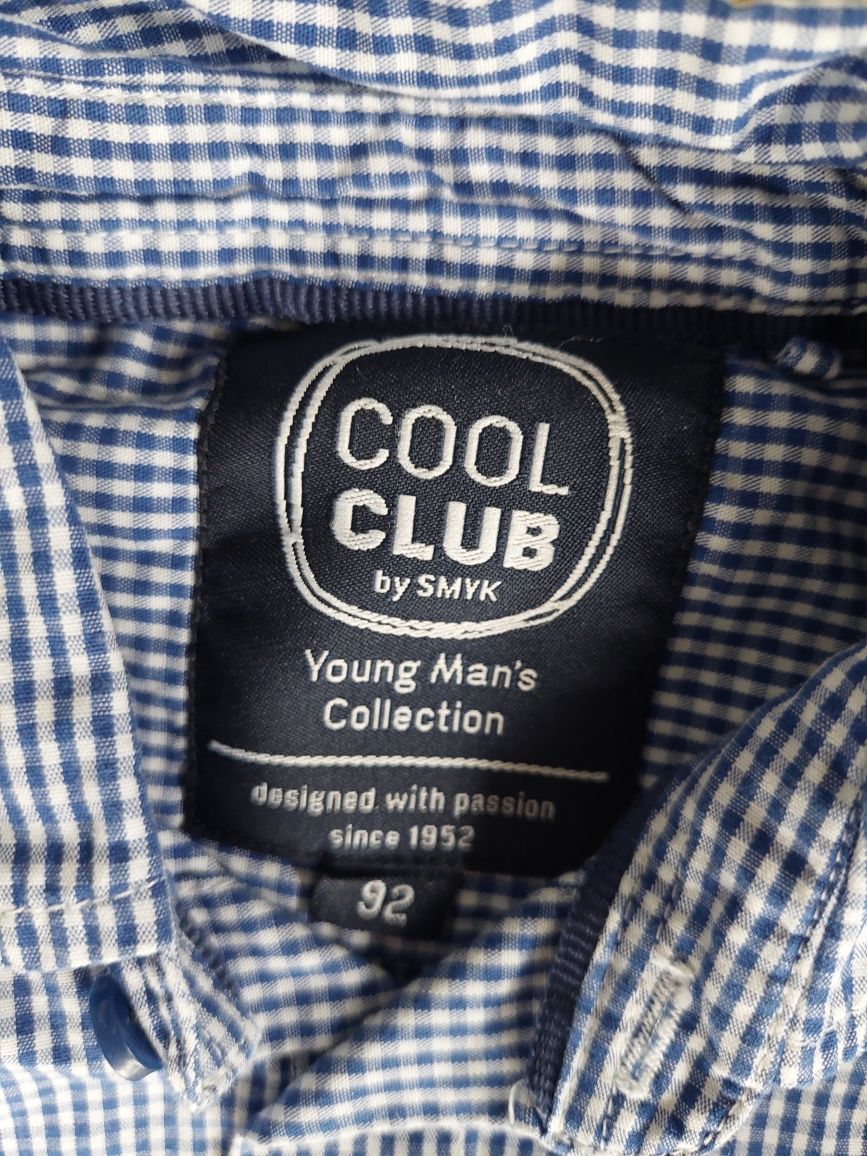 COOL
CLUB
by SMYK
Young Man's
Collection
designed with passion
since 1952
92